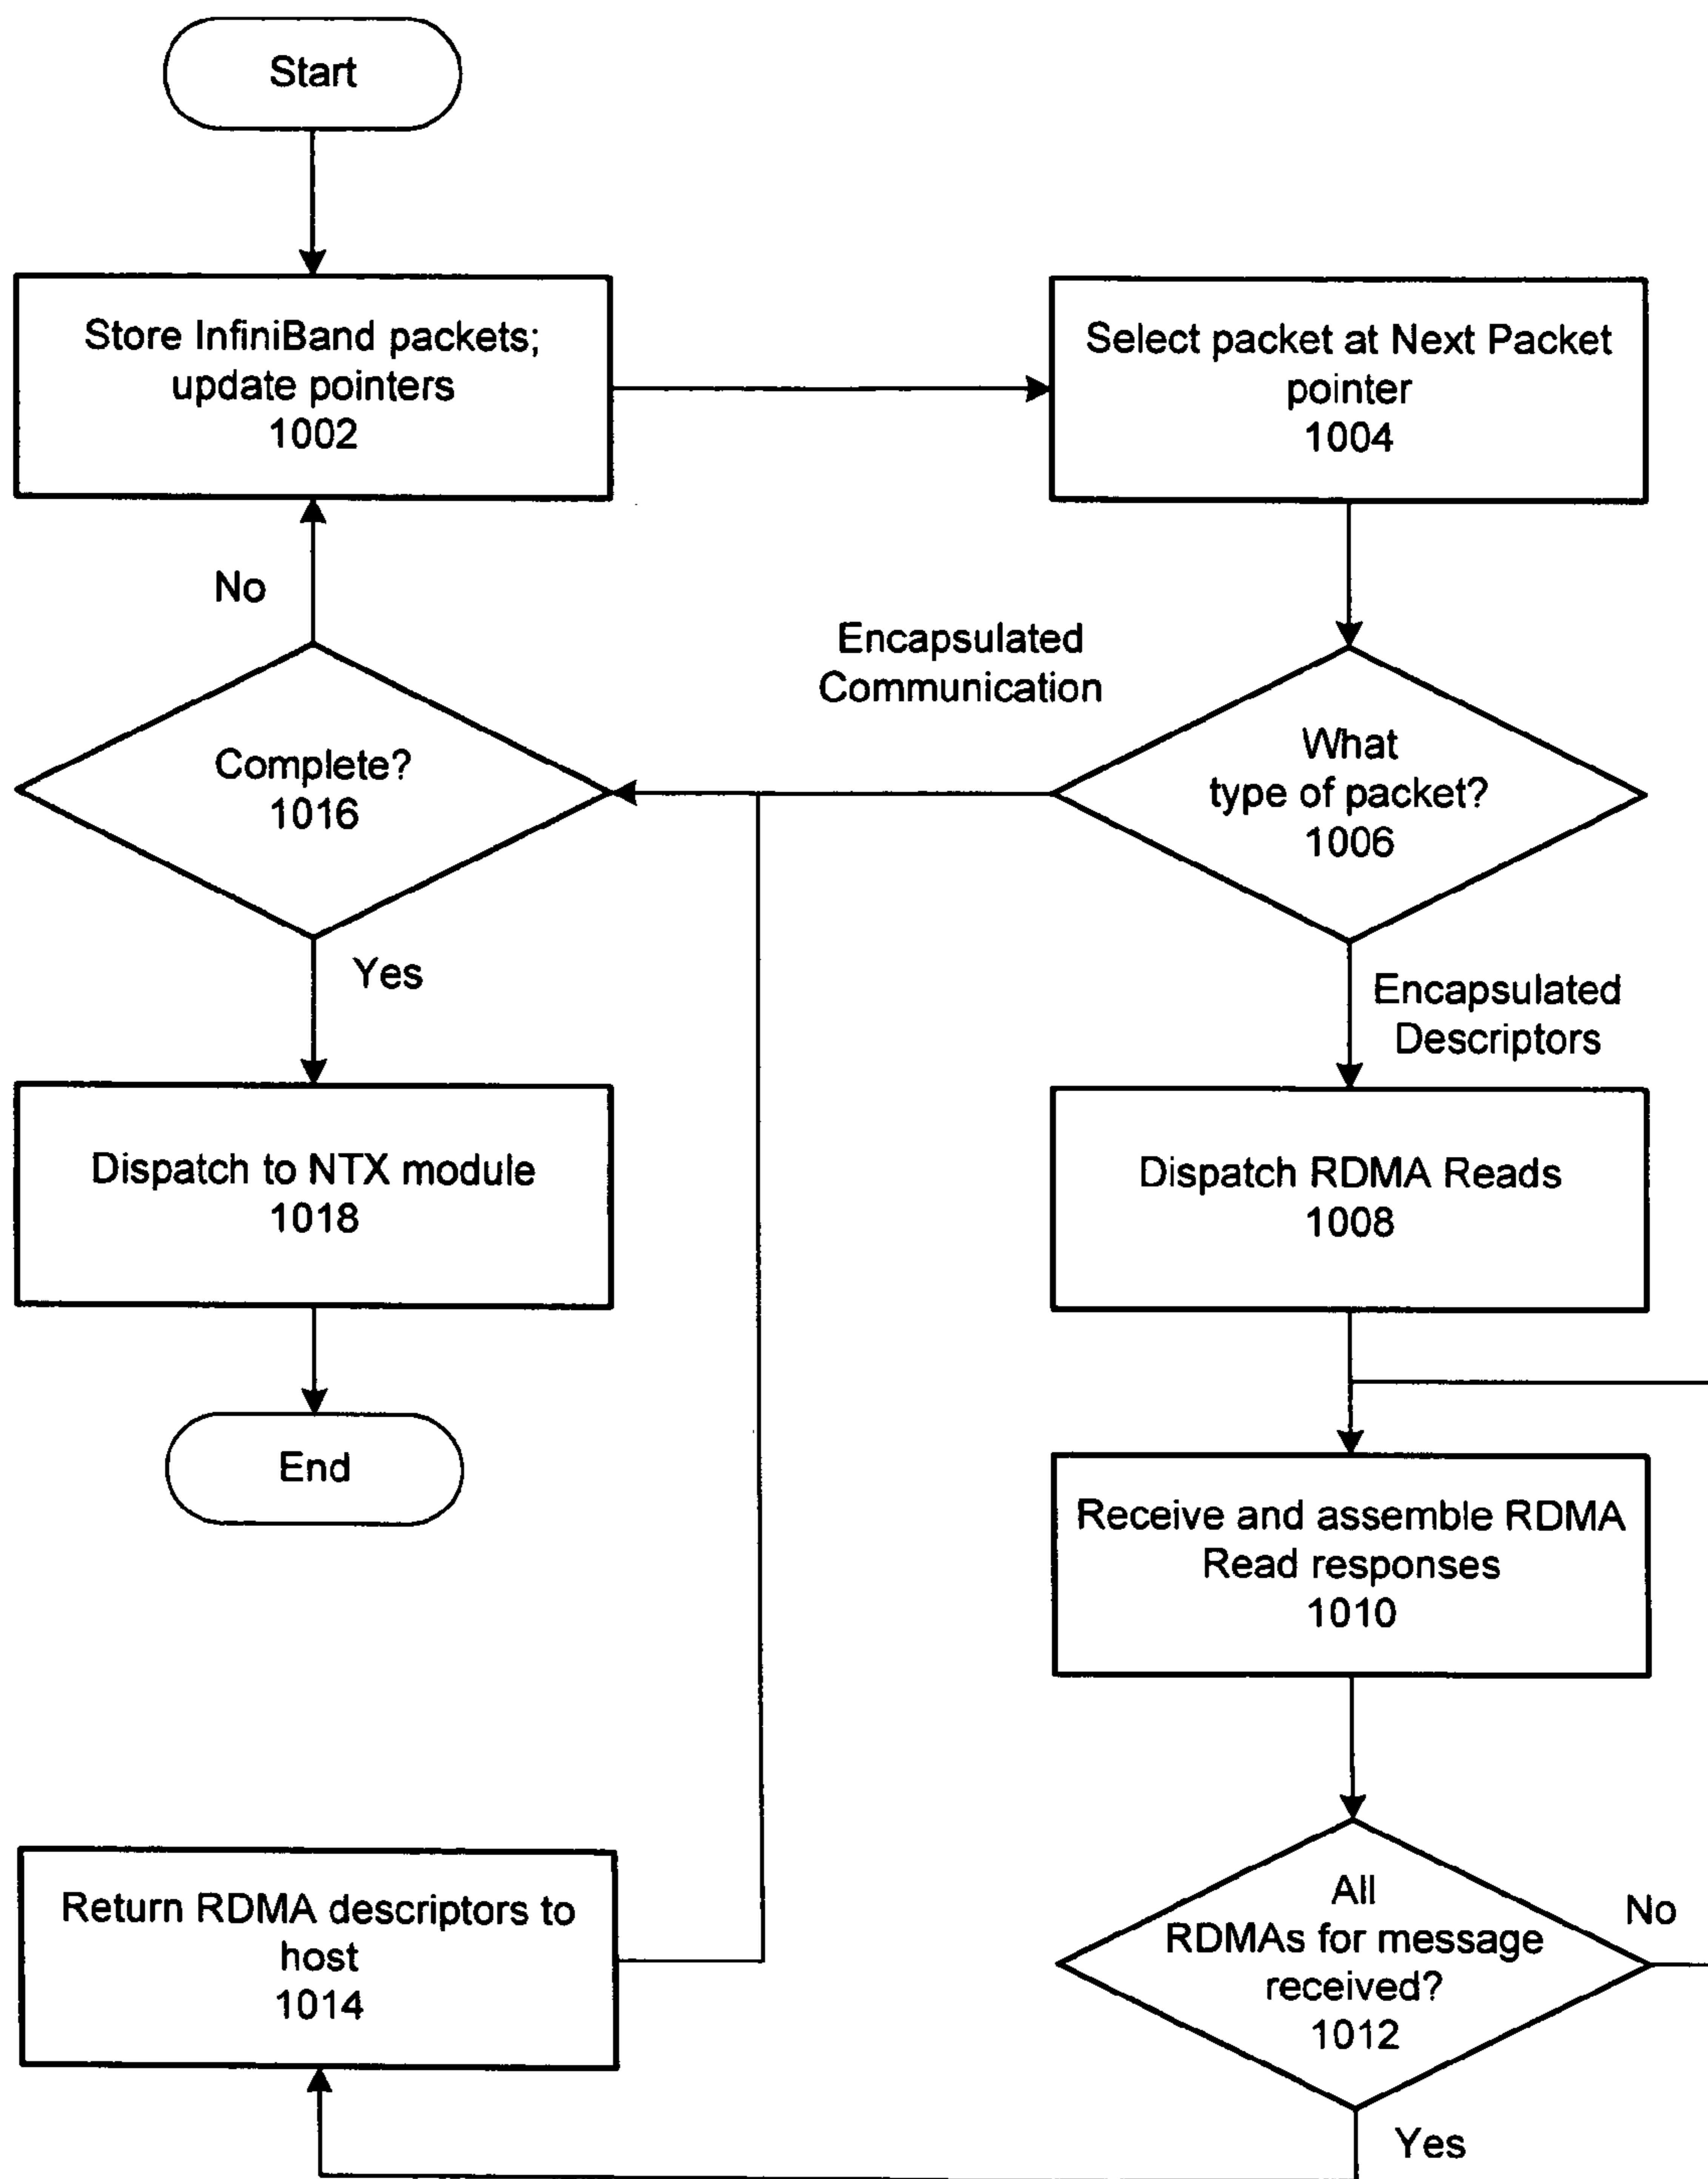 Start
Store InfiniBand packets;
update pointers
1002
Select packet at Next Packet
pointer
1004
No
Encapsulated
Communication
What
type of packet?
1006
Complete?
1016
Yes
Encapsulated
Descriptors
Dispatch to NTX module
1018
Dispatch RDMA Reads
1008
End
Receive and assemble RDMA
Read responses
1010
Return RDMA descriptors to
host
1014
All
RDMAs for message
received?
1012
No
Yes